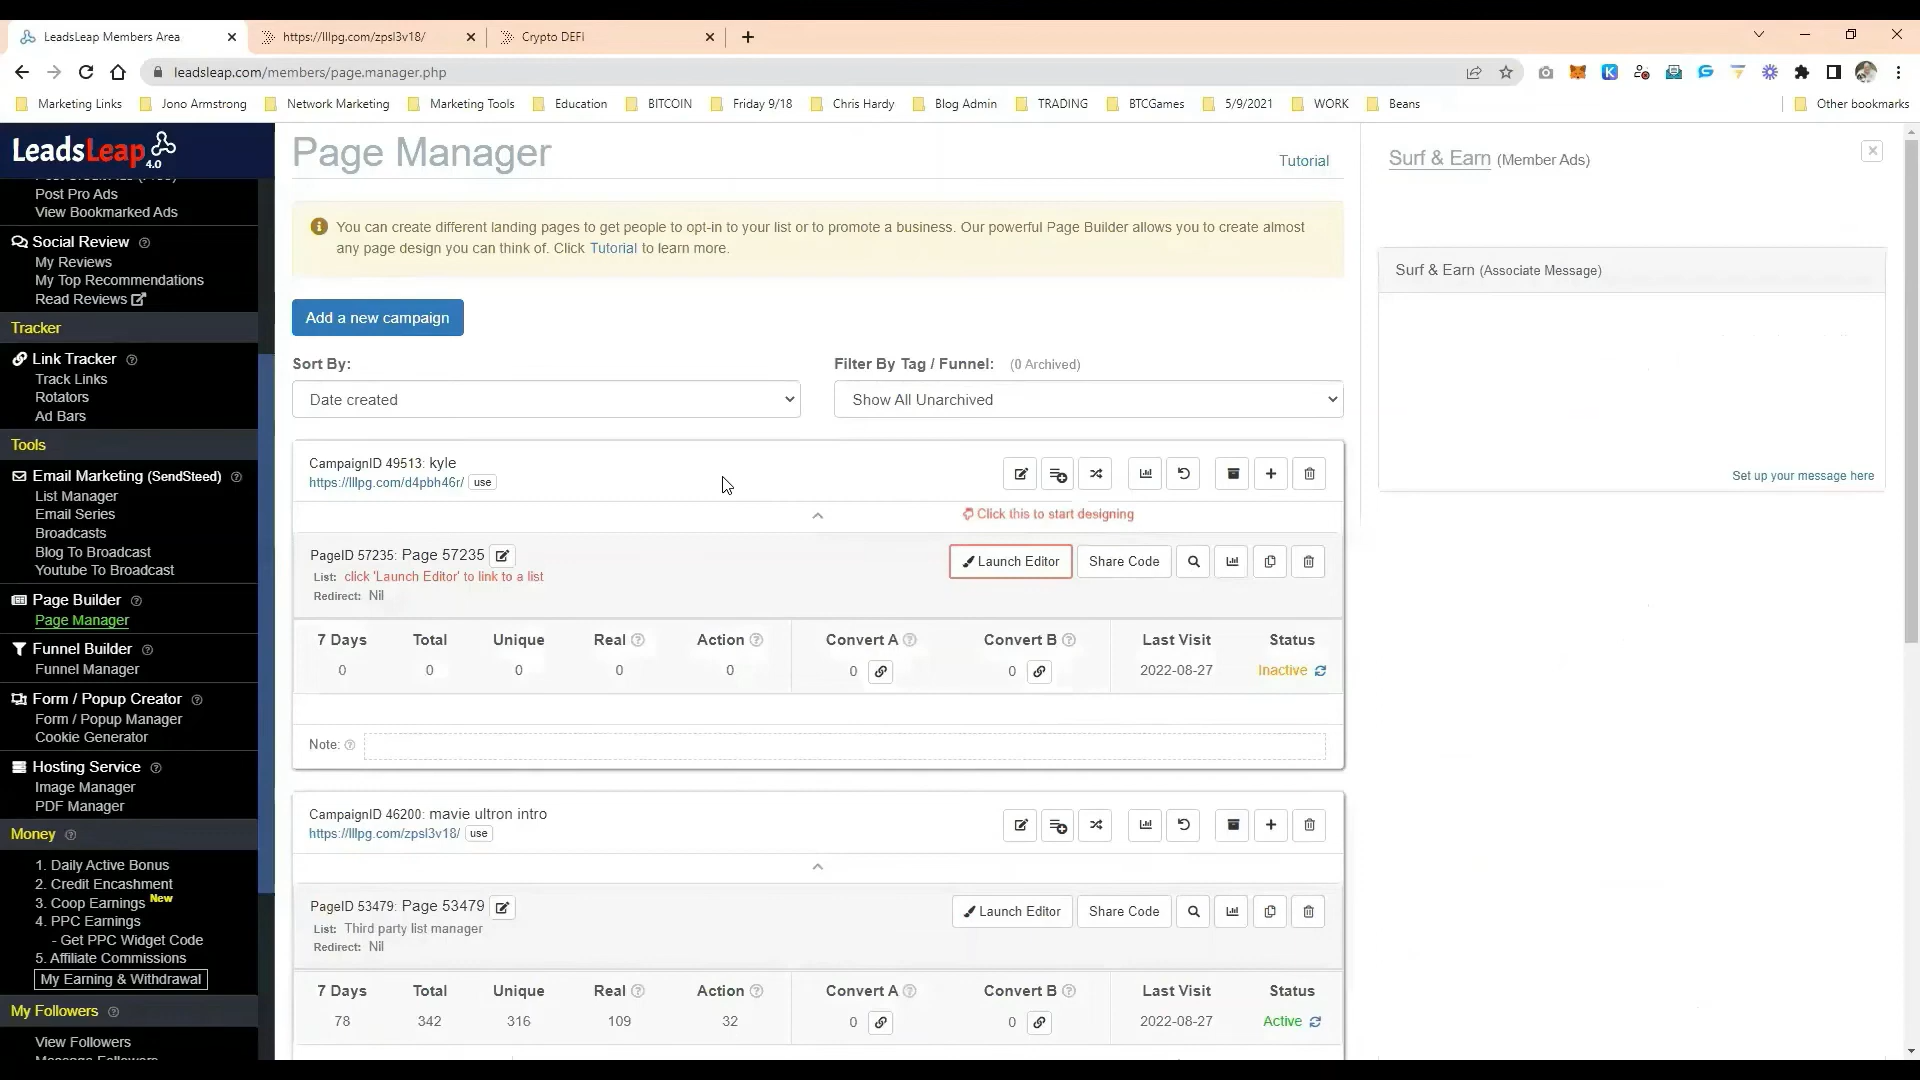 LeadsLeap Members Area
https://lllpg.com/zpsl3v18/
Crypto DEFI
leadsleap.com/members/page.manager.php
Marketing Links
Jono Armstrong
Network Marketing
Marketing Tools
Education
BITCOIN
Friday 9/18
Chris Hardy
Blog Admin
TRADING
BTCGames
5/9/2021
WORK
Beans
Other bookmarks
LeadsLeap 4.0
Post Pro Ads
View Bookmarked Ads
Social Review
My Reviews
My Top Recommendations
Read Reviews
Tracker
Link Tracker
Track Links
Rotators
Ad Bars
Tools
Email Marketing (SendSteed)
List Manager
Email Series
Broadcasts
Blog To Broadcast
Youtube To Broadcast
Page Builder
Page Manager
Funnel Builder
Funnel Manager
Form / Popup Creator
Form / Popup Manager
Cookie Generator
Hosting Service
Image Manager
PDF Manager
Money
1. Daily Active Bonus
2. Credit Encashment
3. Coop Earnings New
4. PPC Earnings
- Get PPC Widget Code
5. Affiliate Commissions
My Earning & Withdrawal
My Followers
View Followers
Page Manager
Tutorial
You can create different landing pages to get people to opt-in to your list or to promote a business. Our powerful Page Builder allows you to create almost
any page design you can think of. Click Tutorial to learn more.
Add a new campaign
Sort By:
Filter By Tag / Funnel: (0 Archived)
Date created
Show All Unarchived
CampaignID 49513: kyle
https://lllpg.com/d4pbh46r/ use
Click this to start designing
PageID 57235: Page 57235
Launch Editor
Share Code
List: click 'Launch Editor' to link to a list
Redirect: Nil
7 Days Total Unique Real Action Convert A Convert B Last Visit Status
0 0 0 0 0 0 0 2022-08-27 Inactive
Note:
CampaignID 46200: mavie ultron intro
https://lllpg.com/zpsl3v18/ use
PageID 53479: Page 53479
Launch Editor
Share Code
List: Third party list manager
Redirect: Nil
7 Days Total Unique Real Action Convert A Convert B Last Visit Status
78 342 316 109 32 0 0 2022-08-27 Active
Surf & Earn (Member Ads)
Surf & Earn (Associate Message)
Set up your message here